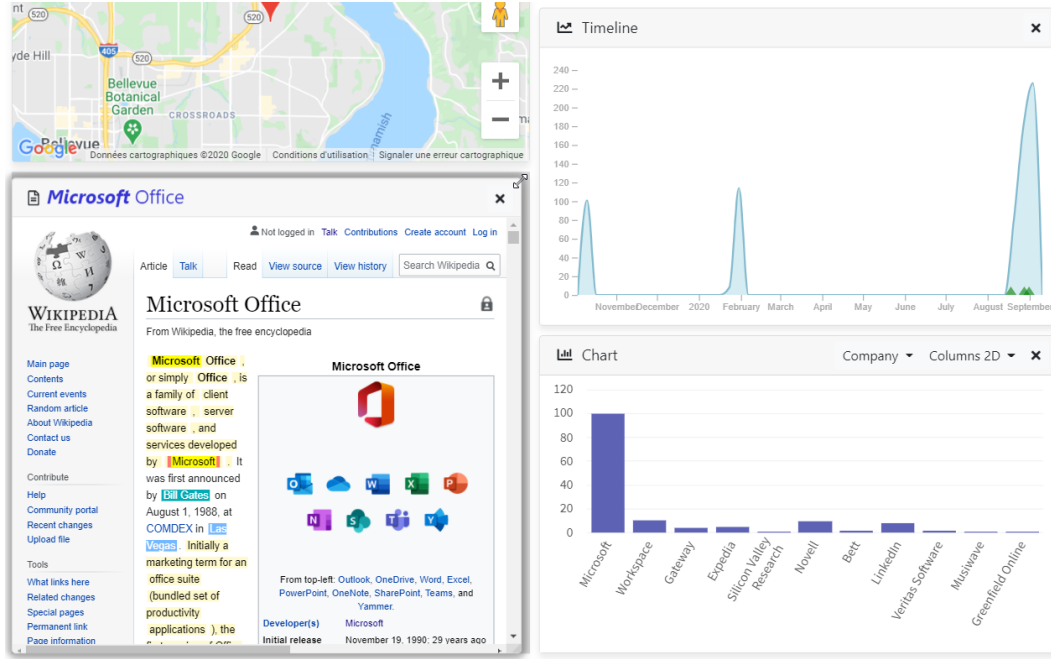 nt
520
520
yde Hill
405
520
Bellevue
Botanical
Garden
CROSSROADS
Bellevue
Google
Données cartographiques ©2020 Google Conditions d'utilisation Signaler une erreur cartographique
Microsoft Office
Not logged in Talk Contributions Create account Log in
Article Talk Read View source View history Search Wikipedia
WIKIPEDIA
The Free Encyclopedia
Microsoft Office
From Wikipedia, the free encyclopedia
Main page
Contents
Current events
Random article
About Wikipedia
Contact us
Donate
Contribute
Help
Community portal
Recent changes
Upload file
Tools
What links here
Related changes
Special pages
Permanent link
Page information
Microsoft Office ,
or simply Office , is
a family of client
software , server
software , and
services developed
by Microsoft . It
was first announced
by Bill Gates on
August 1, 1988, at
COMDEX in Las
Vegas . Initially a
marketing term for an
office suite
(bundled set of
productivity
applications ), the
Microsoft Office
From top-left: Outlook, OneDrive, Word, Excel,
PowerPoint, OneNote, SharePoint, Teams, and
Yammer.
Developer(s) Microsoft
Initial release November 19, 1990; 29 years ago
Timeline
240
220
200
180
160
140
120
100
80
60
40
20
0
November December 2020 February March April May June July August September
Chart Company Columns 2D
120
100
80
60
40
20
0
Microsoft
Workspace
Gateway
Expedia
Silicon Valley
Research
Novell
Bett
LinkedIn
Veritas Software
Musiwave
Greenfield Online